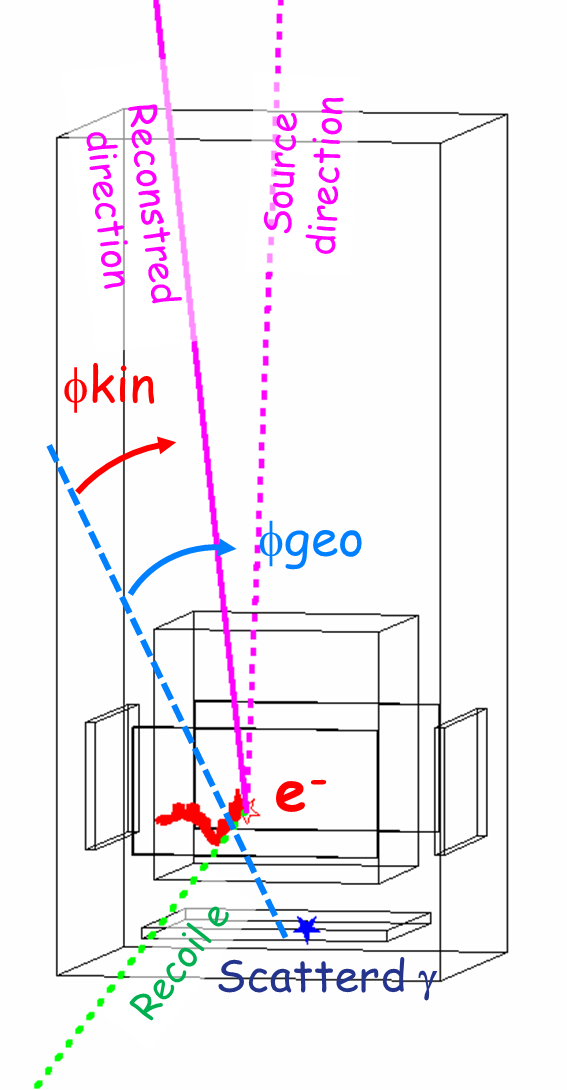 Reconstred
direction
Source
direction
ϕkin
ϕgeo
e⁻
Recoil e
Scatterd γ